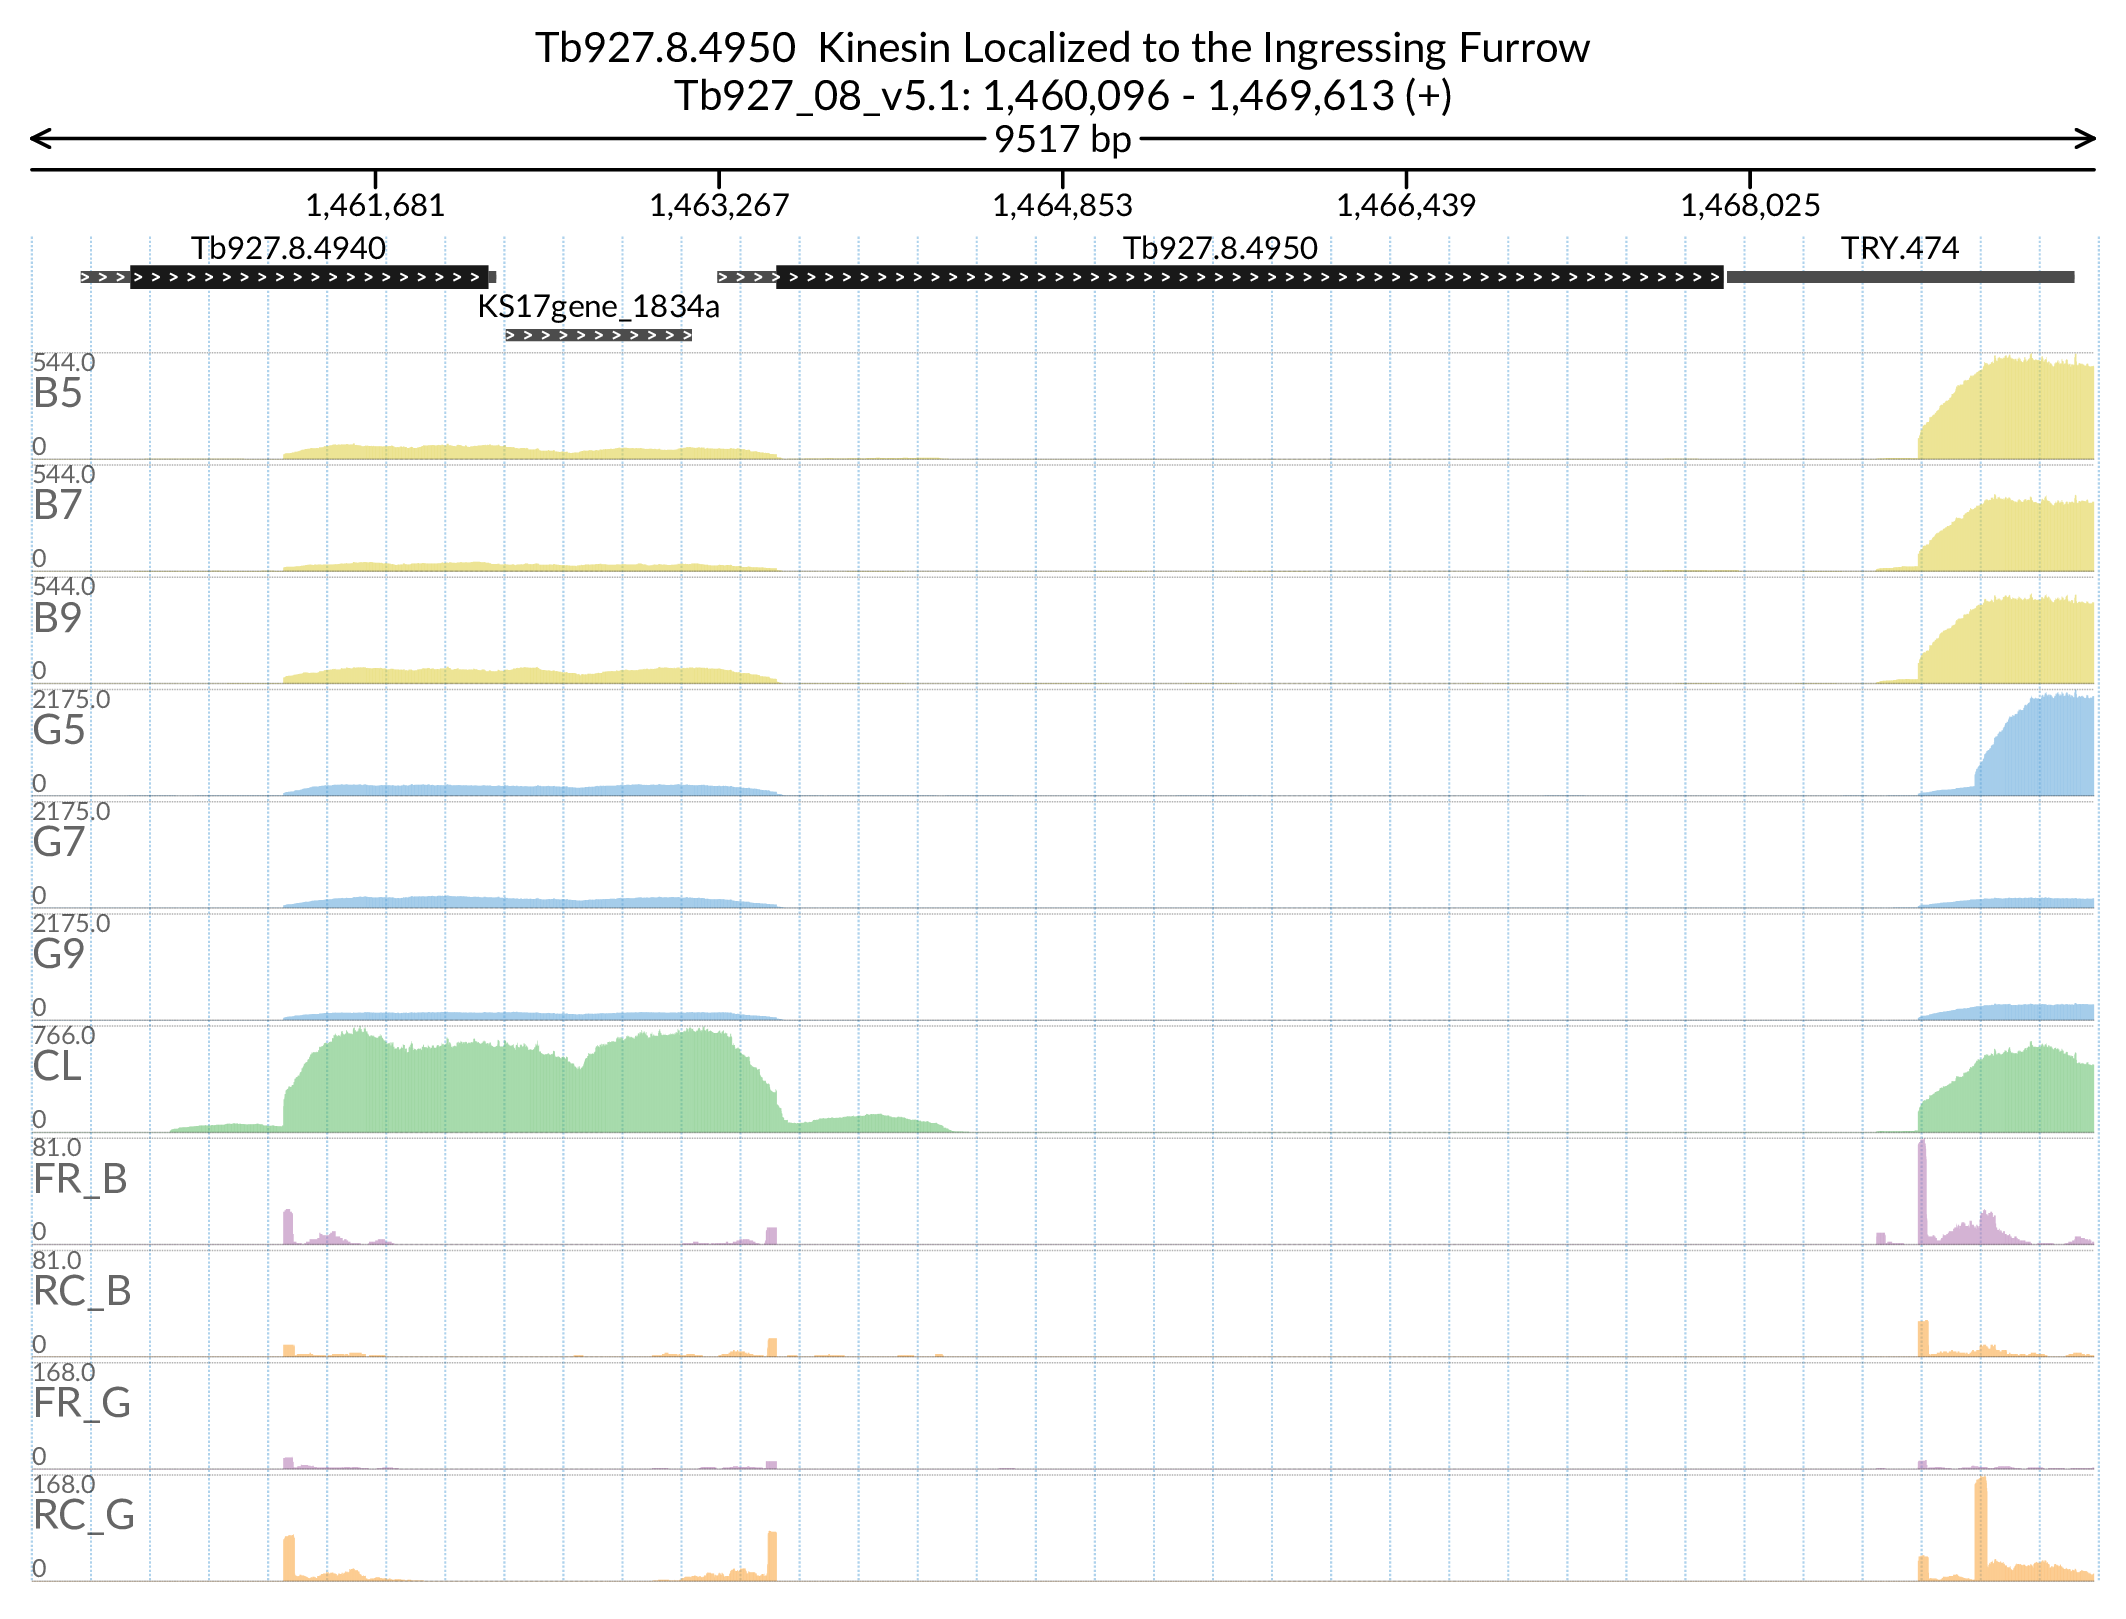 Tb927.8.4950  Kinesin Localized to the Ingressing Furrow
Tb927_08_v5.1: 1,460,096 - 1,469,613 (+)
9517 bp
1,461,681 1,463,267 1,464,853 1,466,439 1,468,025
Tb927.8.4940 Tb927.8.4950 TRY.474
KS17gene_1834a
544.0
B5
0
544.0
B7
0
544.0
B9
0
2175.0
G5
0
2175.0
G7
0
2175.0
G9
0
766.0
CL
0
81.0
FR_B
0
81.0
RC_B
0
168.0
FR_G
0
168.0
RC_G
0